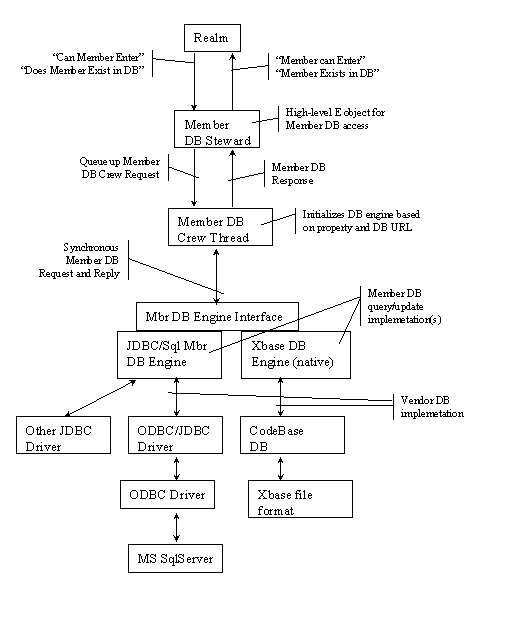 Realm
“Can Member Enter”
“Does Member Exist in DB”
“Member can Enter”
“Member Exists in DB”
Member
DB Steward
High-level E object for
Member DB access
Queue up Member
DB Crew Request
Member DB
Response
Member DB
Crew Thread
Initializes DB engine based
on property and DB URL
Synchronous
Member DB
Request and Reply
Mbr DB Engine Interface
Member DB
query/update
implemetation(s)
JDBC/Sql Mbr
DB Engine
Xbase DB
Engine (native)
Vendor DB
implemetation
Other JDBC
Driver
ODBC/JDBC
Driver
CodeBase
DB
ODBC Driver
Xbase file
format
MS SqlServer